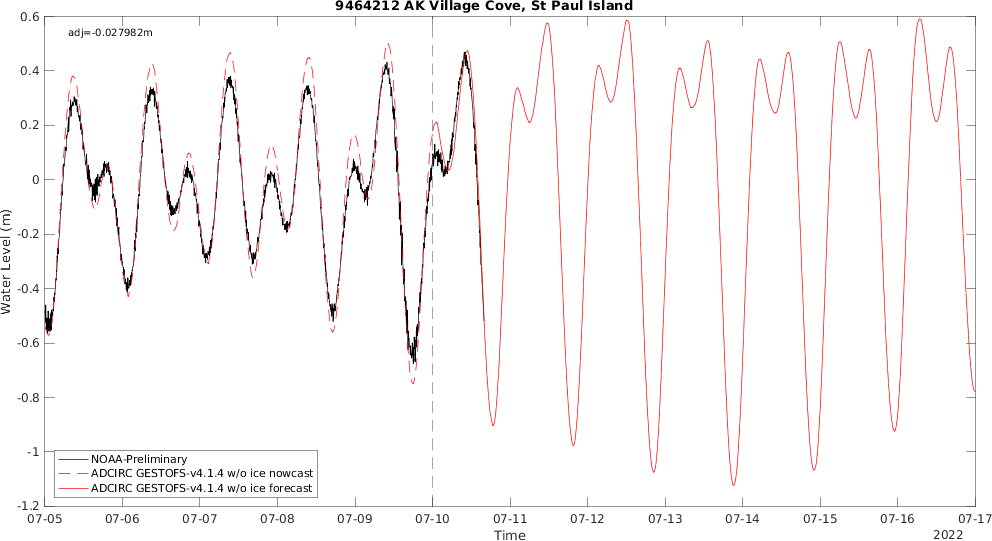 9464212 AK Village Cove, St Paul Island
adj=-0.027982m
0.6
0.4
0.2
0
-0.2
-0.4
-0.6
-0.8
-1
-1.2
Water Level (m)
NOAA-Preliminary
ADCIRC GESTOFS-v4.1.4 w/o ice nowcast
ADCIRC GESTOFS-v4.1.4 w/o ice forecast
07-05 07-06 07-07 07-08 07-09 07-10 07-11 07-12 07-13 07-14 07-15 07-16 07-17
Time
2022